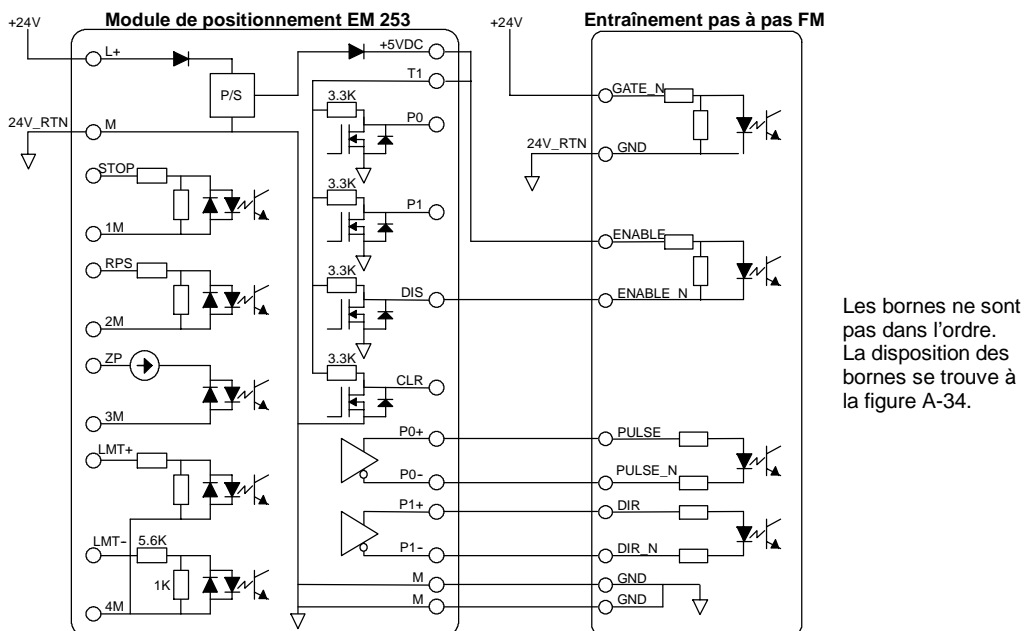 Module de positionnement EM 253
Entraînement pas à pas FM
+24V
+24V
L+
+5VDC
T1
P/S
3.3K
P0
GATE_N
24V_RTN
M
24V_RTN
GND
STOP
3.3K
P1
1M
ENABLE
RPS
3.3K
DIS
ENABLE_N
2M
ZP
3.3K
CLR
3M
P0+
PULSE
LMT+
P0-
PULSE_N
P1+
DIR
LMT-
5.6K
P1-
DIR_N
1K
M
GND
4M
M
GND
Les bornes ne sont
pas dans l’ordre.
La disposition des
bornes se trouve à
la figure A-34.